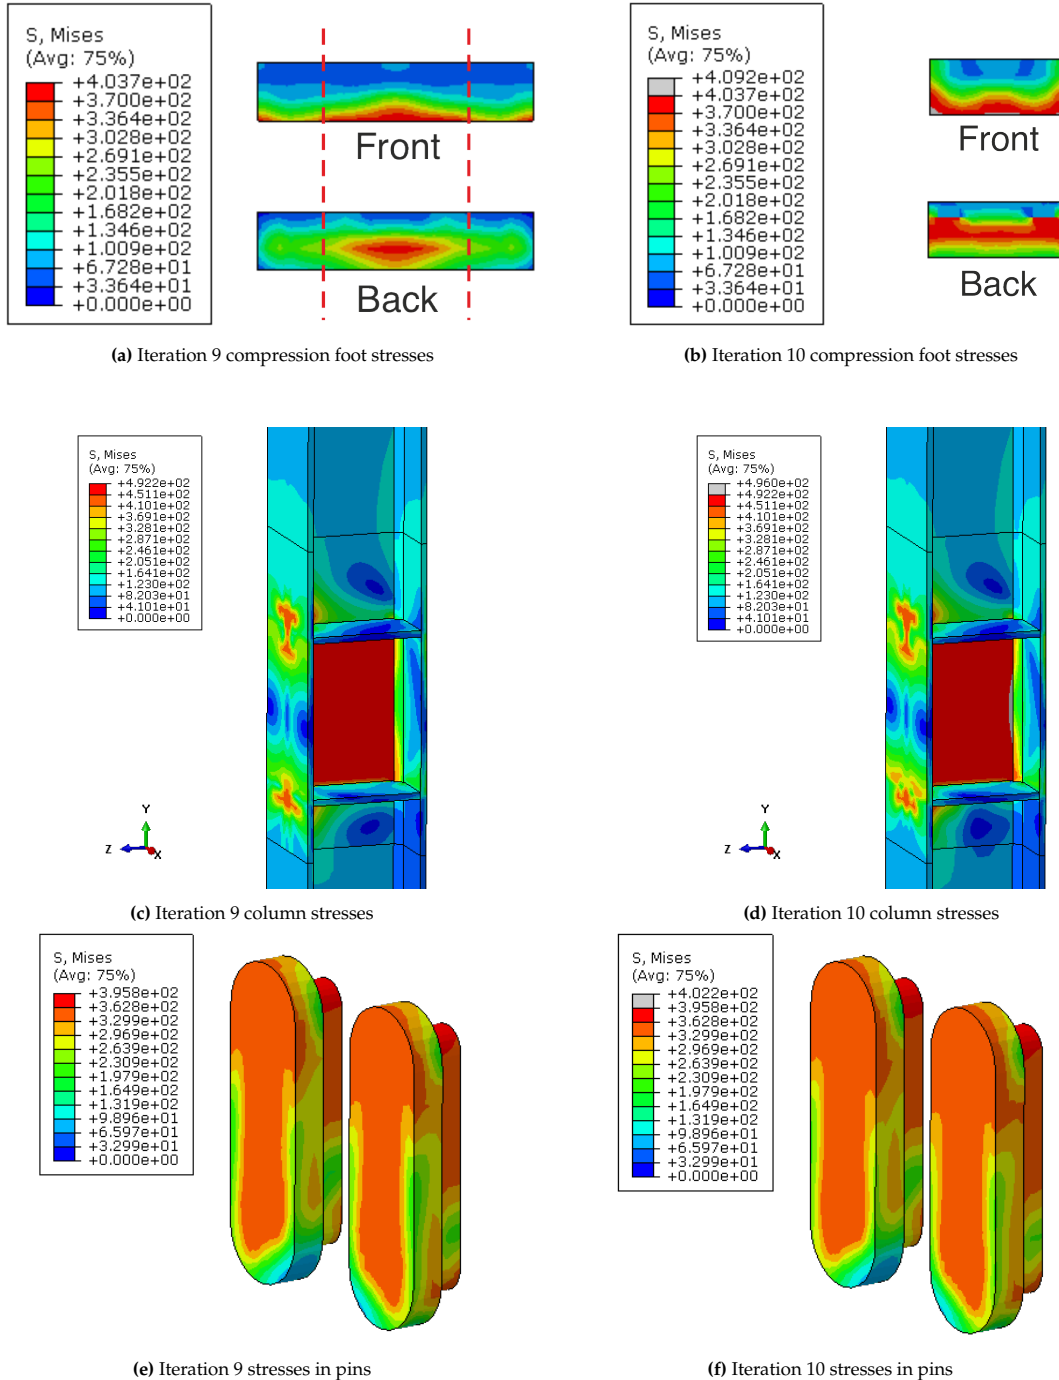 S, Mises
(Avg: 75%)
+4.037e+02
+3.700e+02
+3.364e+02
+3.028e+02
+2.691e+02
+2.355e+02
+2.018e+02
+1.682e+02
+1.346e+02
+1.009e+02
+6.728e+01
+3.364e+01
+0.000e+00
Front
Back
(a) Iteration 9 compression foot stresses
S, Mises
(Avg: 75%)
+4.092e+02
+4.037e+02
+3.700e+02
+3.364e+02
+3.028e+02
+2.691e+02
+2.355e+02
+2.018e+02
+1.682e+02
+1.346e+02
+1.009e+02
+6.728e+01
+3.364e+01
+0.000e+00
Front
Back
(b) Iteration 10 compression foot stresses
S, Mises
(Avg: 75%)
+4.922e+02
+4.511e+02
+4.101e+02
+3.691e+02
+3.281e+02
+2.871e+02
+2.461e+02
+2.051e+02
+1.641e+02
+1.230e+02
+8.203e+01
+4.101e+01
+0.000e+00
Y
Z
X
(c) Iteration 9 column stresses
S, Mises
(Avg: 75%)
+4.960e+02
+4.922e+02
+4.511e+02
+4.101e+02
+3.691e+02
+3.281e+02
+2.871e+02
+2.461e+02
+2.051e+02
+1.641e+02
+1.230e+02
+8.203e+01
+4.101e+01
+0.000e+00
Y
Z
X
(d) Iteration 10 column stresses
S, Mises
(Avg: 75%)
+3.958e+02
+3.628e+02
+3.299e+02
+2.969e+02
+2.639e+02
+2.309e+02
+1.979e+02
+1.649e+02
+1.319e+02
+9.896e+01
+6.597e+01
+3.299e+01
+0.000e+00
(e) Iteration 9 stresses in pins
S, Mises
(Avg: 75%)
+4.022e+02
+3.958e+02
+3.628e+02
+3.299e+02
+2.969e+02
+2.639e+02
+2.309e+02
+1.979e+02
+1.649e+02
+1.319e+02
+9.896e+01
+6.597e+01
+3.299e+01
+0.000e+00
(f) Iteration 10 stresses in pins